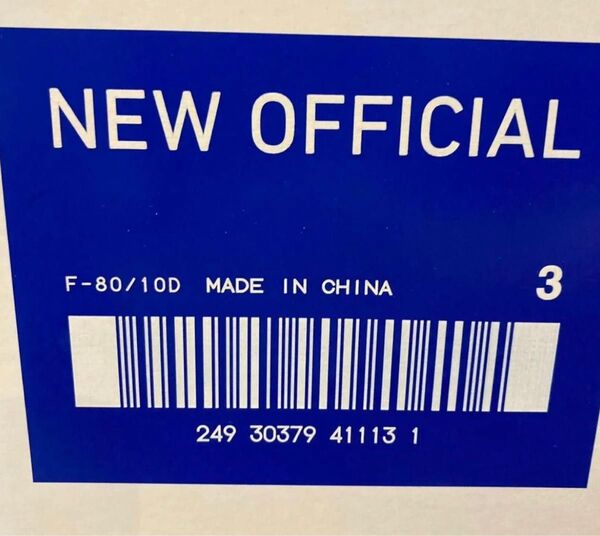 NEW OFFICIAL
F-80/10D MADE IN CHINA 3
249 30379 41113 1